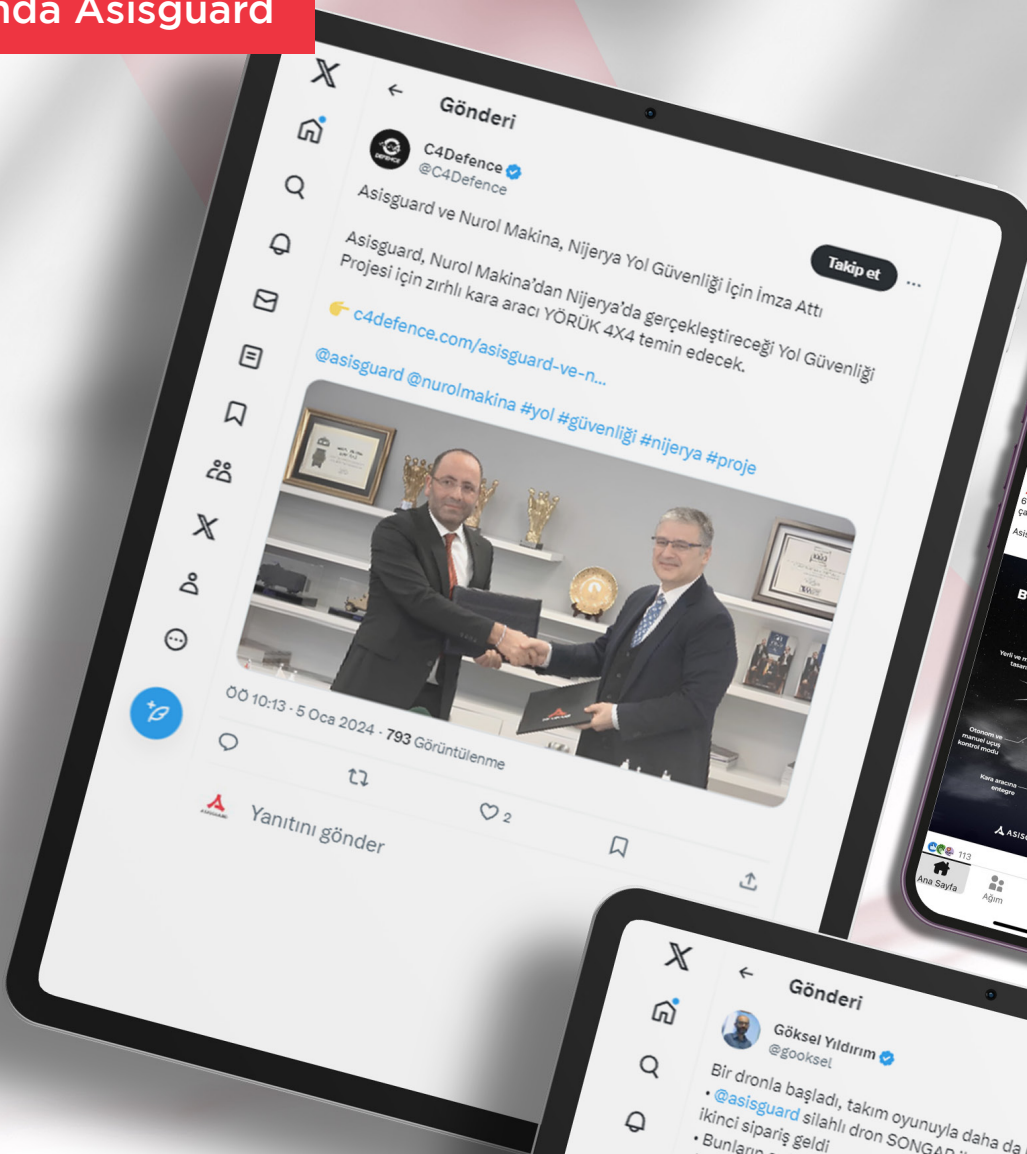 Asisguard
Gönderi
C4Defence
@C4Defence
Takip et
Asisguard ve Nurol Makina, Nijerya Yol Güvenliği İçin İmza Attı
Asisguard, Nurol Makina'dan Nijerya'da gerçekleştireceği Yol Güvenliği
Projesi için zırhlı kara aracı YÖRÜK 4X4 temin edecek.
👉 c4defence.com/asisguard-ve-n...
@asisguard @nurolmakina #yol #güvenliği #nijerya #proje
ÖÖ 10:13 · 5 Oca 2024 · 793 Görüntülenme
2
ASISGUARD
Yanıtını gönder
Otonom ve
manuel uçuş
kontrol modu
Kara aracına
entegre
113
Ana Sayfa
Ağım
Gönderi
Göksel Yıldırım
@gooksel
Bir dronla başladı, takım oyunuyla daha da
• @asisguard silahlı dron SONGAR
ikinci sipariş geldi
• Bunların